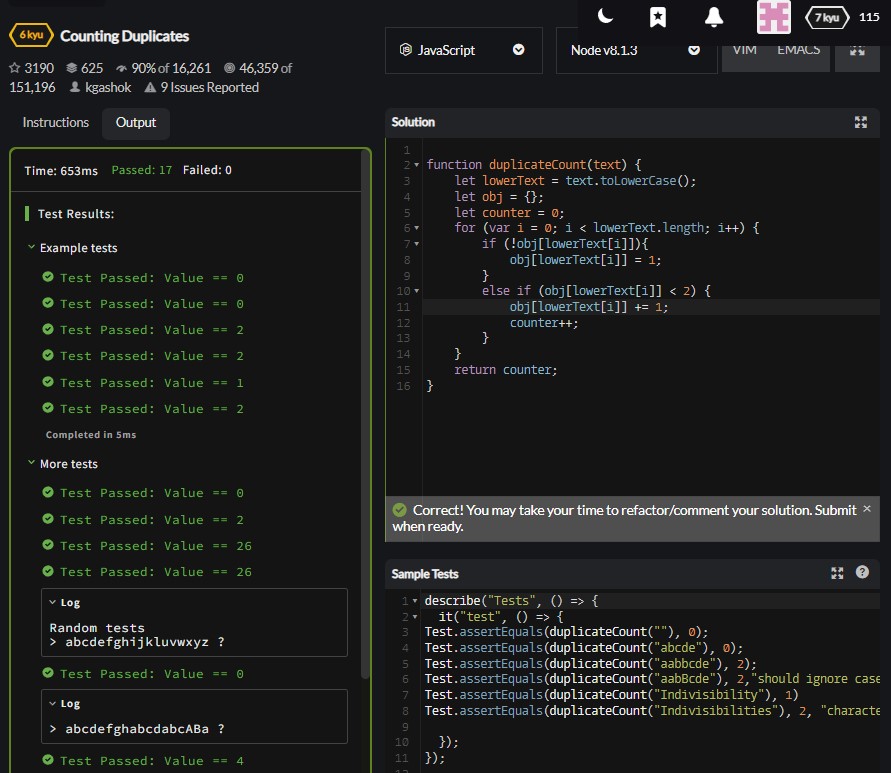 6 kyu Counting Duplicates
3190 625 90% of 16,261 46,359 of
151,196 kgashok 9 Issues Reported
7 kyu 115
JavaScript Node v8.1.3 VIM EMACS
Instructions Output
Time: 653ms Passed: 17 Failed: 0
Test Results:
Example tests
Test Passed: Value == 0
Test Passed: Value == 0
Test Passed: Value == 2
Test Passed: Value == 2
Test Passed: Value == 1
Test Passed: Value == 2
Completed in 5ms
More tests
Test Passed: Value == 0
Test Passed: Value == 2
Test Passed: Value == 26
Test Passed: Value == 26
Log
Random tests
> abcdefghijkluvwxyz ?
Test Passed: Value == 0
Log
> abcdefghabcdabcABa ?
Test Passed: Value == 4
Solution
1
2 function duplicateCount(text) {
3 let lowerText = text.toLowerCase();
4 let obj = {};
5 let counter = 0;
6 for (var i = 0; i < lowerText.length; i++) {
7 if (!obj[lowerText[i]]){
8 obj[lowerText[i]] = 1;
9 }
10 else if (obj[lowerText[i]] < 2) {
11 obj[lowerText[i]] += 1;
12 counter++;
13 }
14 }
15 return counter;
16 }
Correct! You may take your time to refactor/comment your solution. Submit ×
when ready.
Sample Tests ?
1 describe("Tests", () => {
2 it("test", () => {
3 Test.assertEquals(duplicateCount(""), 0);
4 Test.assertEquals(duplicateCount("abcde"), 0);
5 Test.assertEquals(duplicateCount("aabbcde"), 2);
6 Test.assertEquals(duplicateCount("aabBcde"), 2,"should ignore case
7 Test.assertEquals(duplicateCount("Indivisibility"), 1)
8 Test.assertEquals(duplicateCount("Indivisibilities"), 2, "characte
9
10 });
11 });